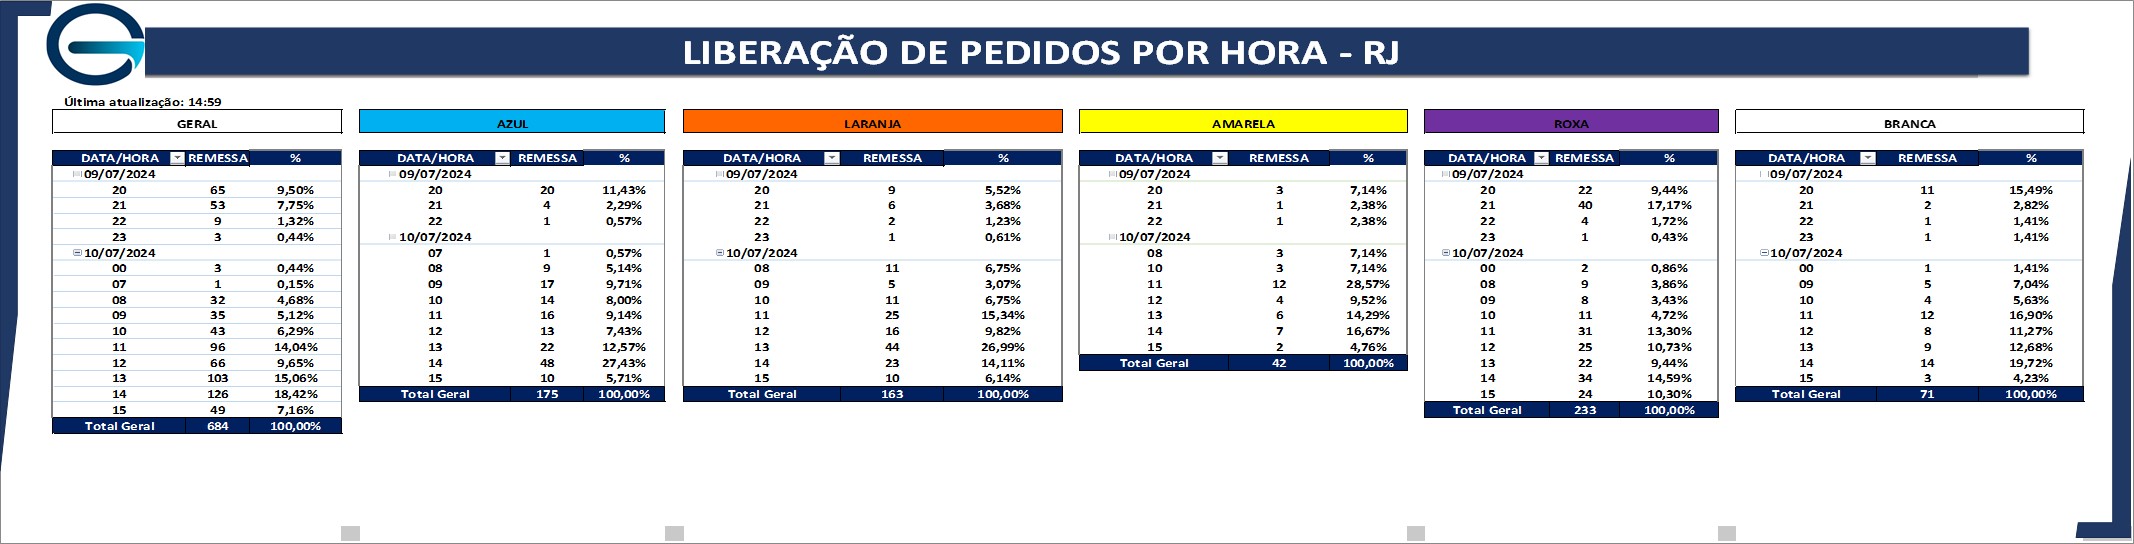 LIBERAÇÃO DE PEDIDOS POR HORA - RJ
Última atualização: 14:59
GERAL
DATA/HORA REMESSA %
09/07/2024
20 65 9,50%
21 53 7,75%
22 9 1,32%
23 3 0,44%
10/07/2024
00 3 0,44%
07 1 0,15%
08 32 4,68%
09 35 5,12%
10 43 6,29%
11 96 14,04%
12 66 9,65%
13 103 15,06%
14 126 18,42%
15 49 7,16%
Total Geral 684 100,00%
AZUL
DATA/HORA REMESSA %
09/07/2024
20 20 11,43%
21 4 2,29%
22 1 0,57%
10/07/2024
07 1 0,57%
08 9 5,14%
09 17 9,71%
10 14 8,00%
11 16 9,14%
12 13 7,43%
13 22 12,57%
14 48 27,43%
15 10 5,71%
Total Geral 175 100,00%
LARANJA
DATA/HORA REMESSA %
09/07/2024
20 9 5,52%
21 6 3,68%
22 2 1,23%
23 1 0,61%
10/07/2024
08 11 6,75%
09 5 3,07%
10 11 6,75%
11 25 15,34%
12 16 9,82%
13 44 26,99%
14 23 14,11%
15 10 6,14%
Total Geral 163 100,00%
AMARELA
DATA/HORA REMESSA %
09/07/2024
20 3 7,14%
21 1 2,38%
22 1 2,38%
10/07/2024
08 3 7,14%
10 3 7,14%
11 12 28,57%
12 4 9,52%
13 6 14,29%
14 7 16,67%
15 2 4,76%
Total Geral 42 100,00%
ROXA
DATA/HORA REMESSA %
09/07/2024
20 22 9,44%
21 40 17,17%
22 4 1,72%
23 1 0,43%
10/07/2024
00 2 0,86%
08 9 3,86%
09 8 3,43%
10 11 4,72%
11 31 13,30%
12 25 10,73%
13 22 9,44%
14 34 14,59%
15 24 10,30%
Total Geral 233 100,00%
BRANCA
DATA/HORA REMESSA %
09/07/2024
20 11 15,49%
21 2 2,82%
22 1 1,41%
23 1 1,41%
10/07/2024
00 1 1,41%
09 5 7,04%
10 4 5,63%
11 12 16,90%
12 8 11,27%
13 9 12,68%
14 14 19,72%
15 3 4,23%
Total Geral 71 100,00%